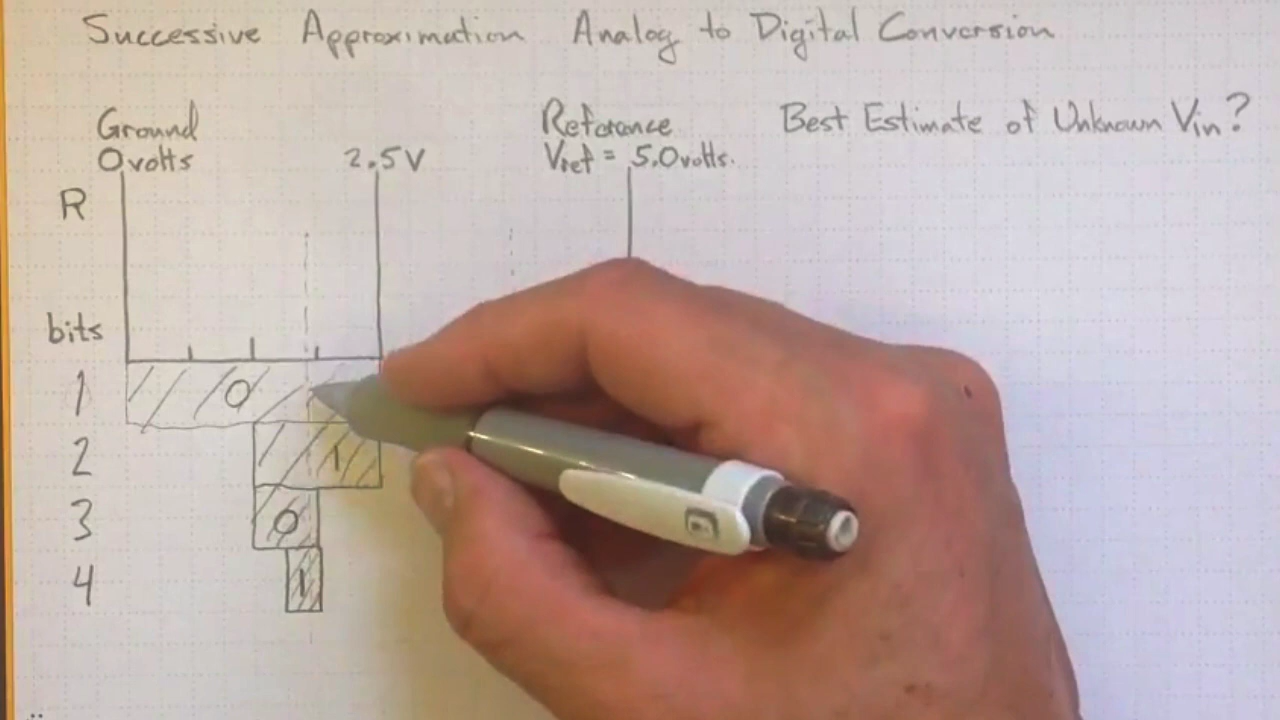 Successive Approximation Analog to Digital Conversion
Ground
0 volts
2.5V
Reference
Vref = 5.0 volts.
Best Estimate of Unknown Vin?
R
bits
1 0
2 1
3 0
4 1